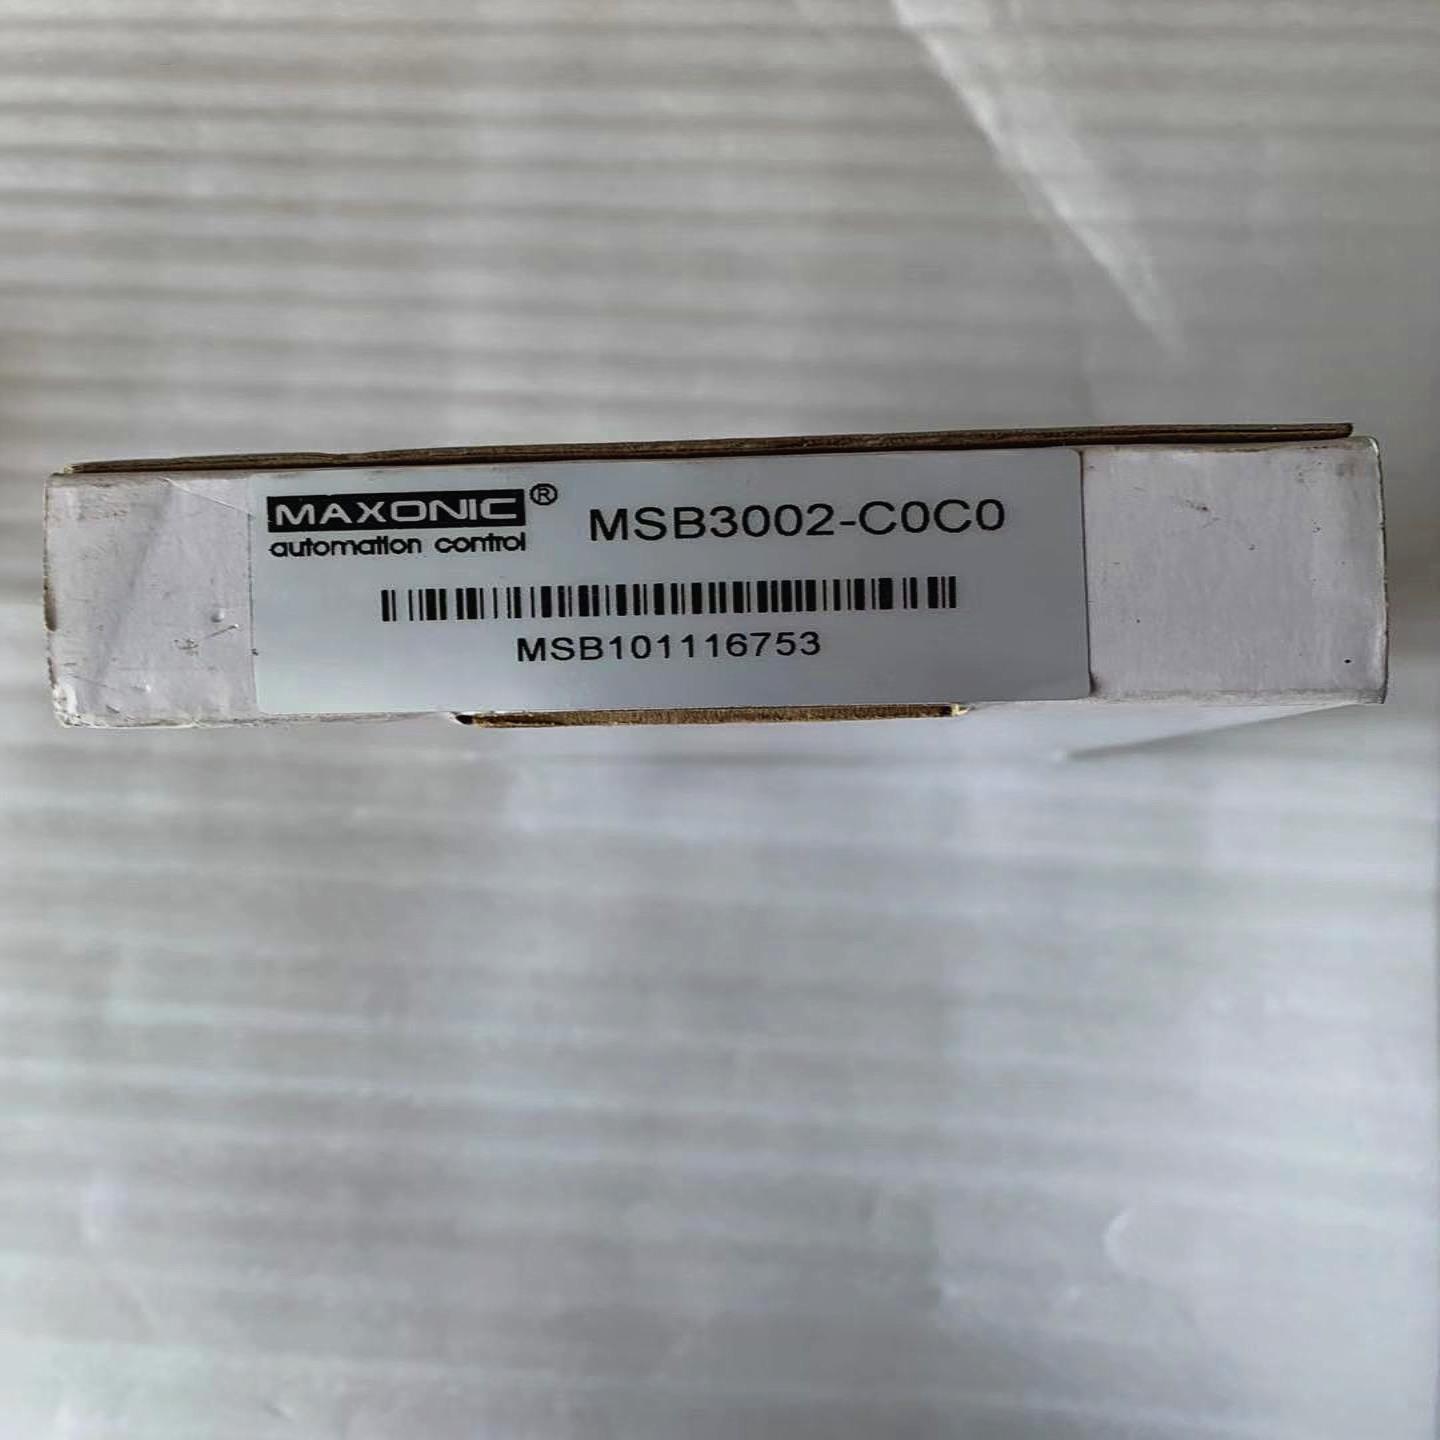 MAXONIC® MSB3002-C0C0
automation control
MSB101116753